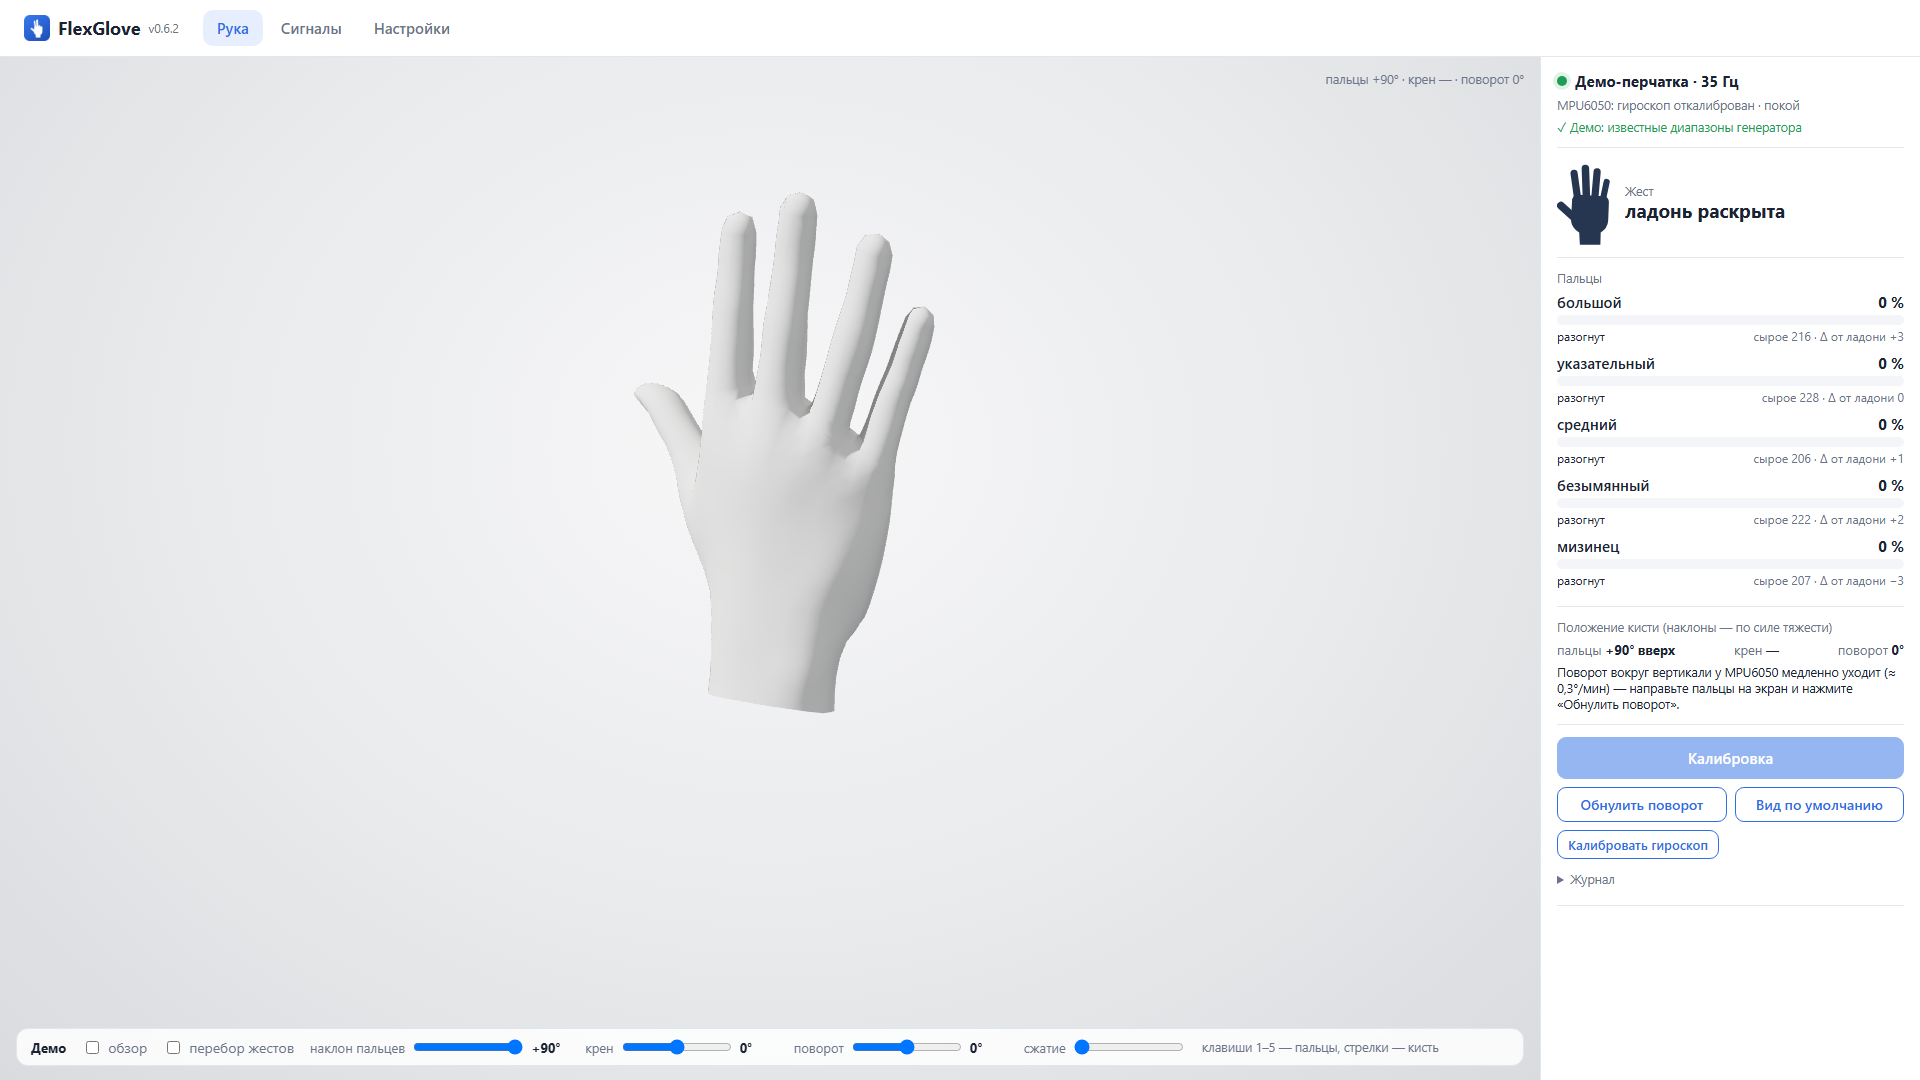 FlexGlove v0.6.2 Рука Сигналы Настройки
пальцы +90° · крен — · поворот 0°
Демо-перчатка · 35 Гц
MPU6050: гироскоп откалиброван · покой
✓ Демо: известные диапазоны генератора
Жест
ладонь раскрыта
Пальцы
большой 0 %
разогнут сырое 216 · Δ от ладони +3
указательный 0 %
разогнут сырое 228 · Δ от ладони 0
средний 0 %
разогнут сырое 206 · Δ от ладони +1
безымянный 0 %
разогнут сырое 222 · Δ от ладони +2
мизинец 0 %
разогнут сырое 207 · Δ от ладони −3
Положение кисти (наклоны — по силе тяжести)
пальцы +90° вверх крен — поворот 0°
Поворот вокруг вертикали у MPU6050 медленно уходит (≈
0,3°/мин) — направьте пальцы на экран и нажмите
«Обнулить поворот».
Калибровка
Обнулить поворот Вид по умолчанию
Калибровать гироскоп
Журнал
Демо обзор перебор жестов наклон пальцев +90° крен 0° поворот 0° сжатие клавиши 1–5 — пальцы, стрелки — кисть